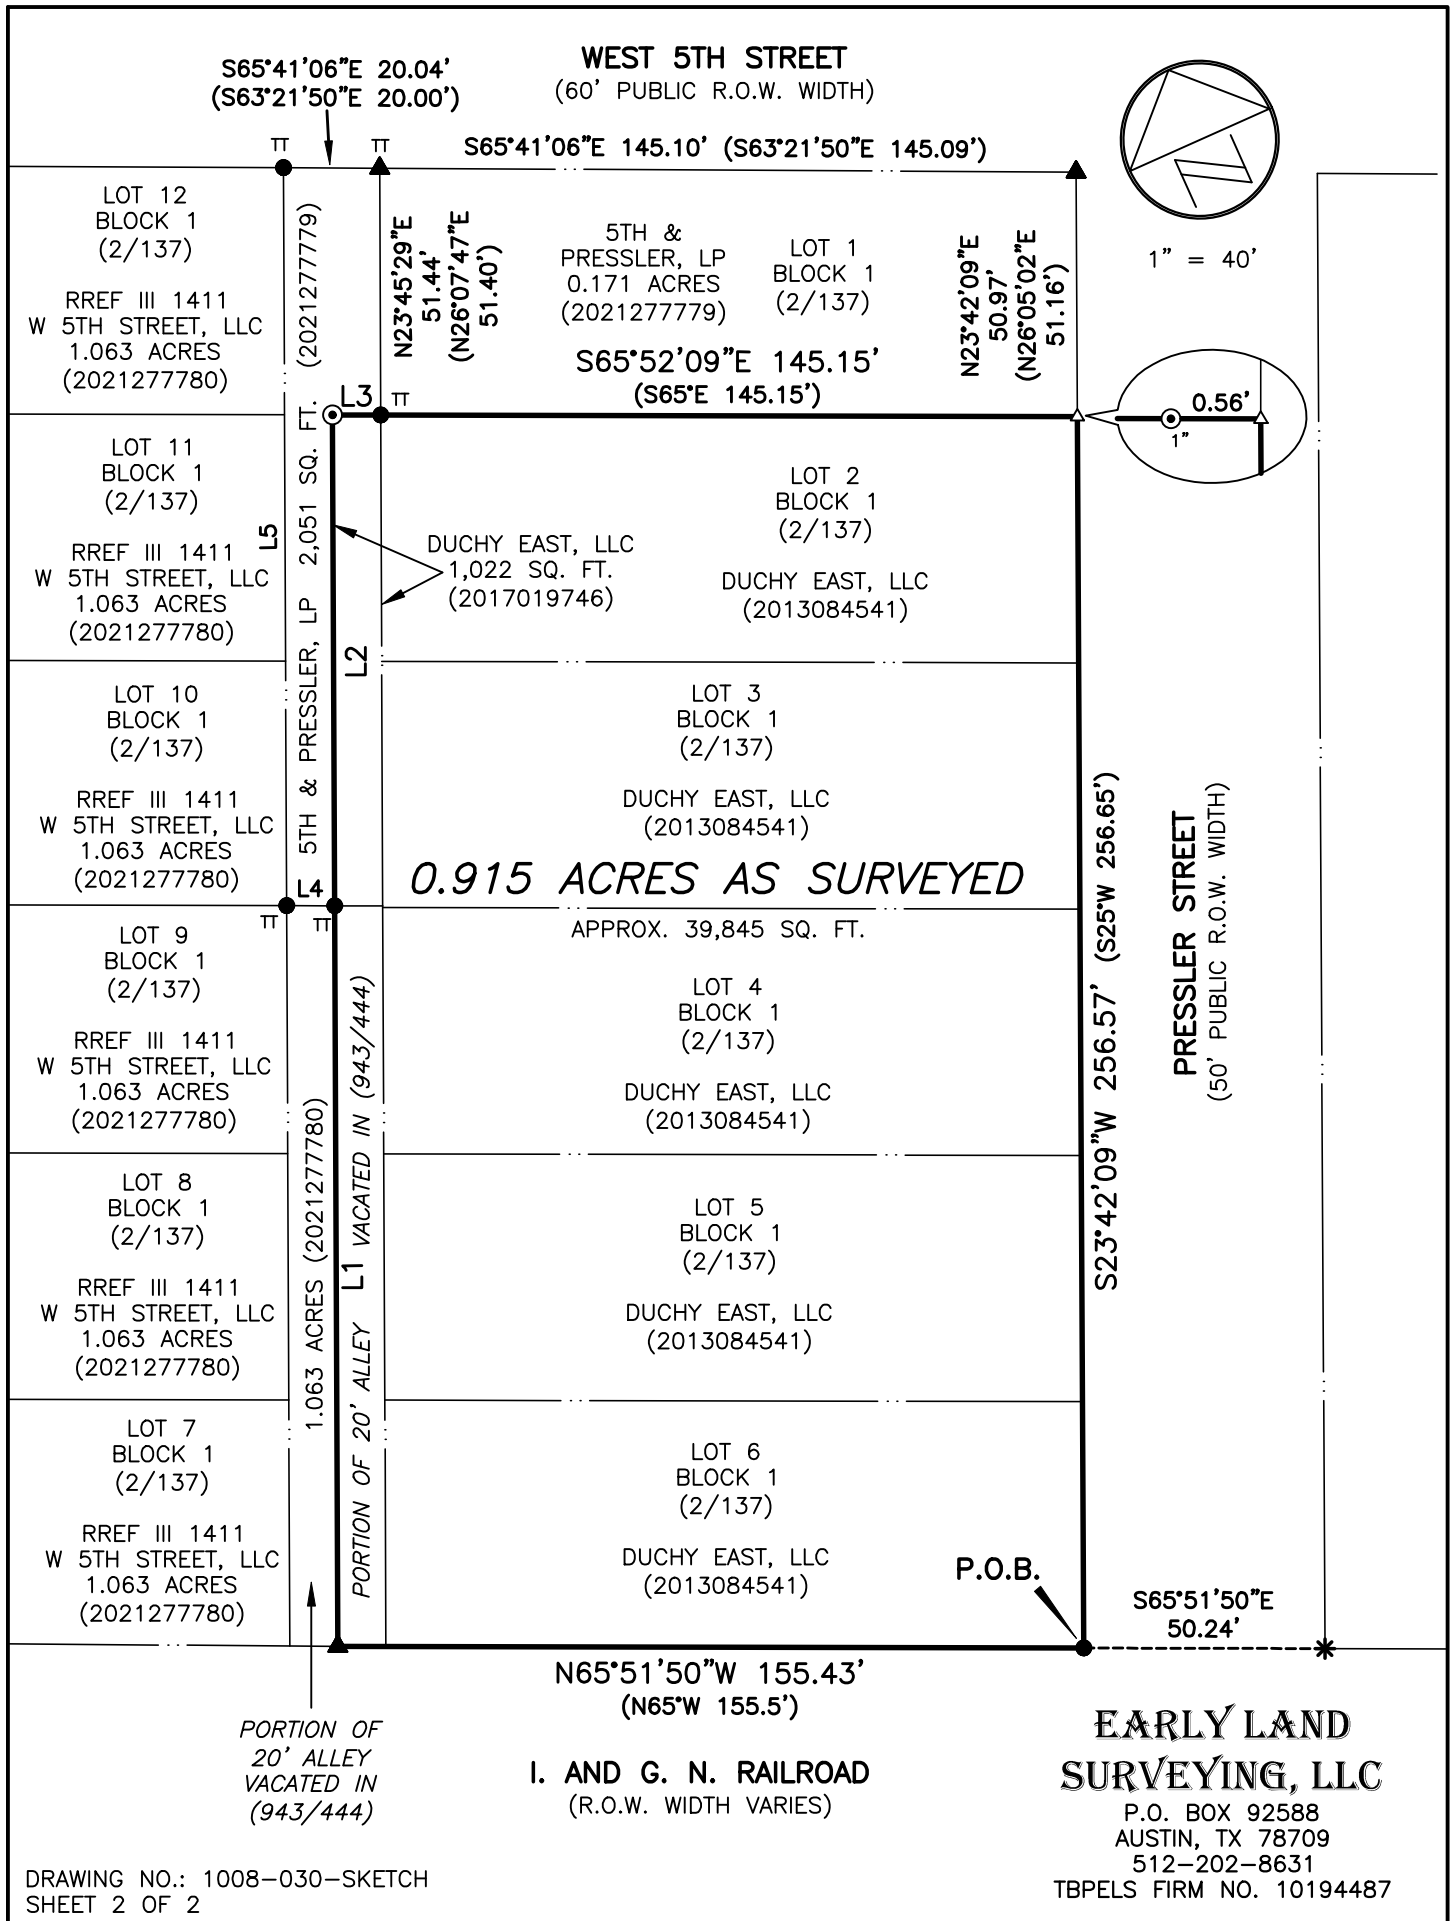 S65°41'06"E 20.04'
(S63°21'50"E 20.00')
WEST 5TH STREET
(60' PUBLIC R.O.W. WIDTH)
TT
TT
S65°41'06"E 145.10' (S63°21'50"E 145.09')
N
1" = 40'
LOT 12
BLOCK 1
(2/137)
RREF III 1411
W 5TH STREET, LLC
1.063 ACRES
(2021277780)
N23°45'29"E
51.44'
(N26°07'47"E
51.40')
5TH &
PRESSLER, LP
0.171 ACRES
(2021277779)
LOT 1
BLOCK 1
(2/137)
N23°42'09"E
50.97'
(N26°05'02"E
51.16')
S65°52'09"E 145.15'
(S65°E 145.15')
L3
TT
0.56'
1"
LOT 11
BLOCK 1
(2/137)
RREF III 1411
W 5TH STREET, LLC
1.063 ACRES
(2021277780)
L5
5TH & PRESSLER, LP 2,051 SQ. FT. (2021277779)
DUCHY EAST, LLC
1,022 SQ. FT.
(2017019746)
L2
LOT 2
BLOCK 1
(2/137)
DUCHY EAST, LLC
(2013084541)
LOT 10
BLOCK 1
(2/137)
RREF III 1411
W 5TH STREET, LLC
1.063 ACRES
(2021277780)
LOT 3
BLOCK 1
(2/137)
DUCHY EAST, LLC
(2013084541)
0.915 ACRES AS SURVEYED
APPROX. 39,845 SQ. FT.
L4
TT
TT
S23°42'09"W 256.57' (S25°W 256.65')
PRESSLER STREET
(50' PUBLIC R.O.W. WIDTH)
LOT 9
BLOCK 1
(2/137)
RREF III 1411
W 5TH STREET, LLC
1.063 ACRES
(2021277780)
LOT 4
BLOCK 1
(2/137)
DUCHY EAST, LLC
(2013084541)
LOT 8
BLOCK 1
(2/137)
RREF III 1411
W 5TH STREET, LLC
1.063 ACRES
(2021277780)
1.063 ACRES (2021277780)
L1
PORTION OF 20' ALLEY VACATED IN (943/444)
LOT 5
BLOCK 1
(2/137)
DUCHY EAST, LLC
(2013084541)
LOT 7
BLOCK 1
(2/137)
RREF III 1411
W 5TH STREET, LLC
1.063 ACRES
(2021277780)
LOT 6
BLOCK 1
(2/137)
DUCHY EAST, LLC
(2013084541)
P.O.B.
S65°51'50"E
50.24'
N65°51'50"W 155.43'
(N65°W 155.5')
PORTION OF
20' ALLEY
VACATED IN
(943/444)
I. AND G. N. RAILROAD
(R.O.W. WIDTH VARIES)
EARLY LAND
SURVEYING, LLC
P.O. BOX 92588
AUSTIN, TX 78709
512-202-8631
TBPELS FIRM NO. 10194487
DRAWING NO.: 1008-030-SKETCH
SHEET 2 OF 2